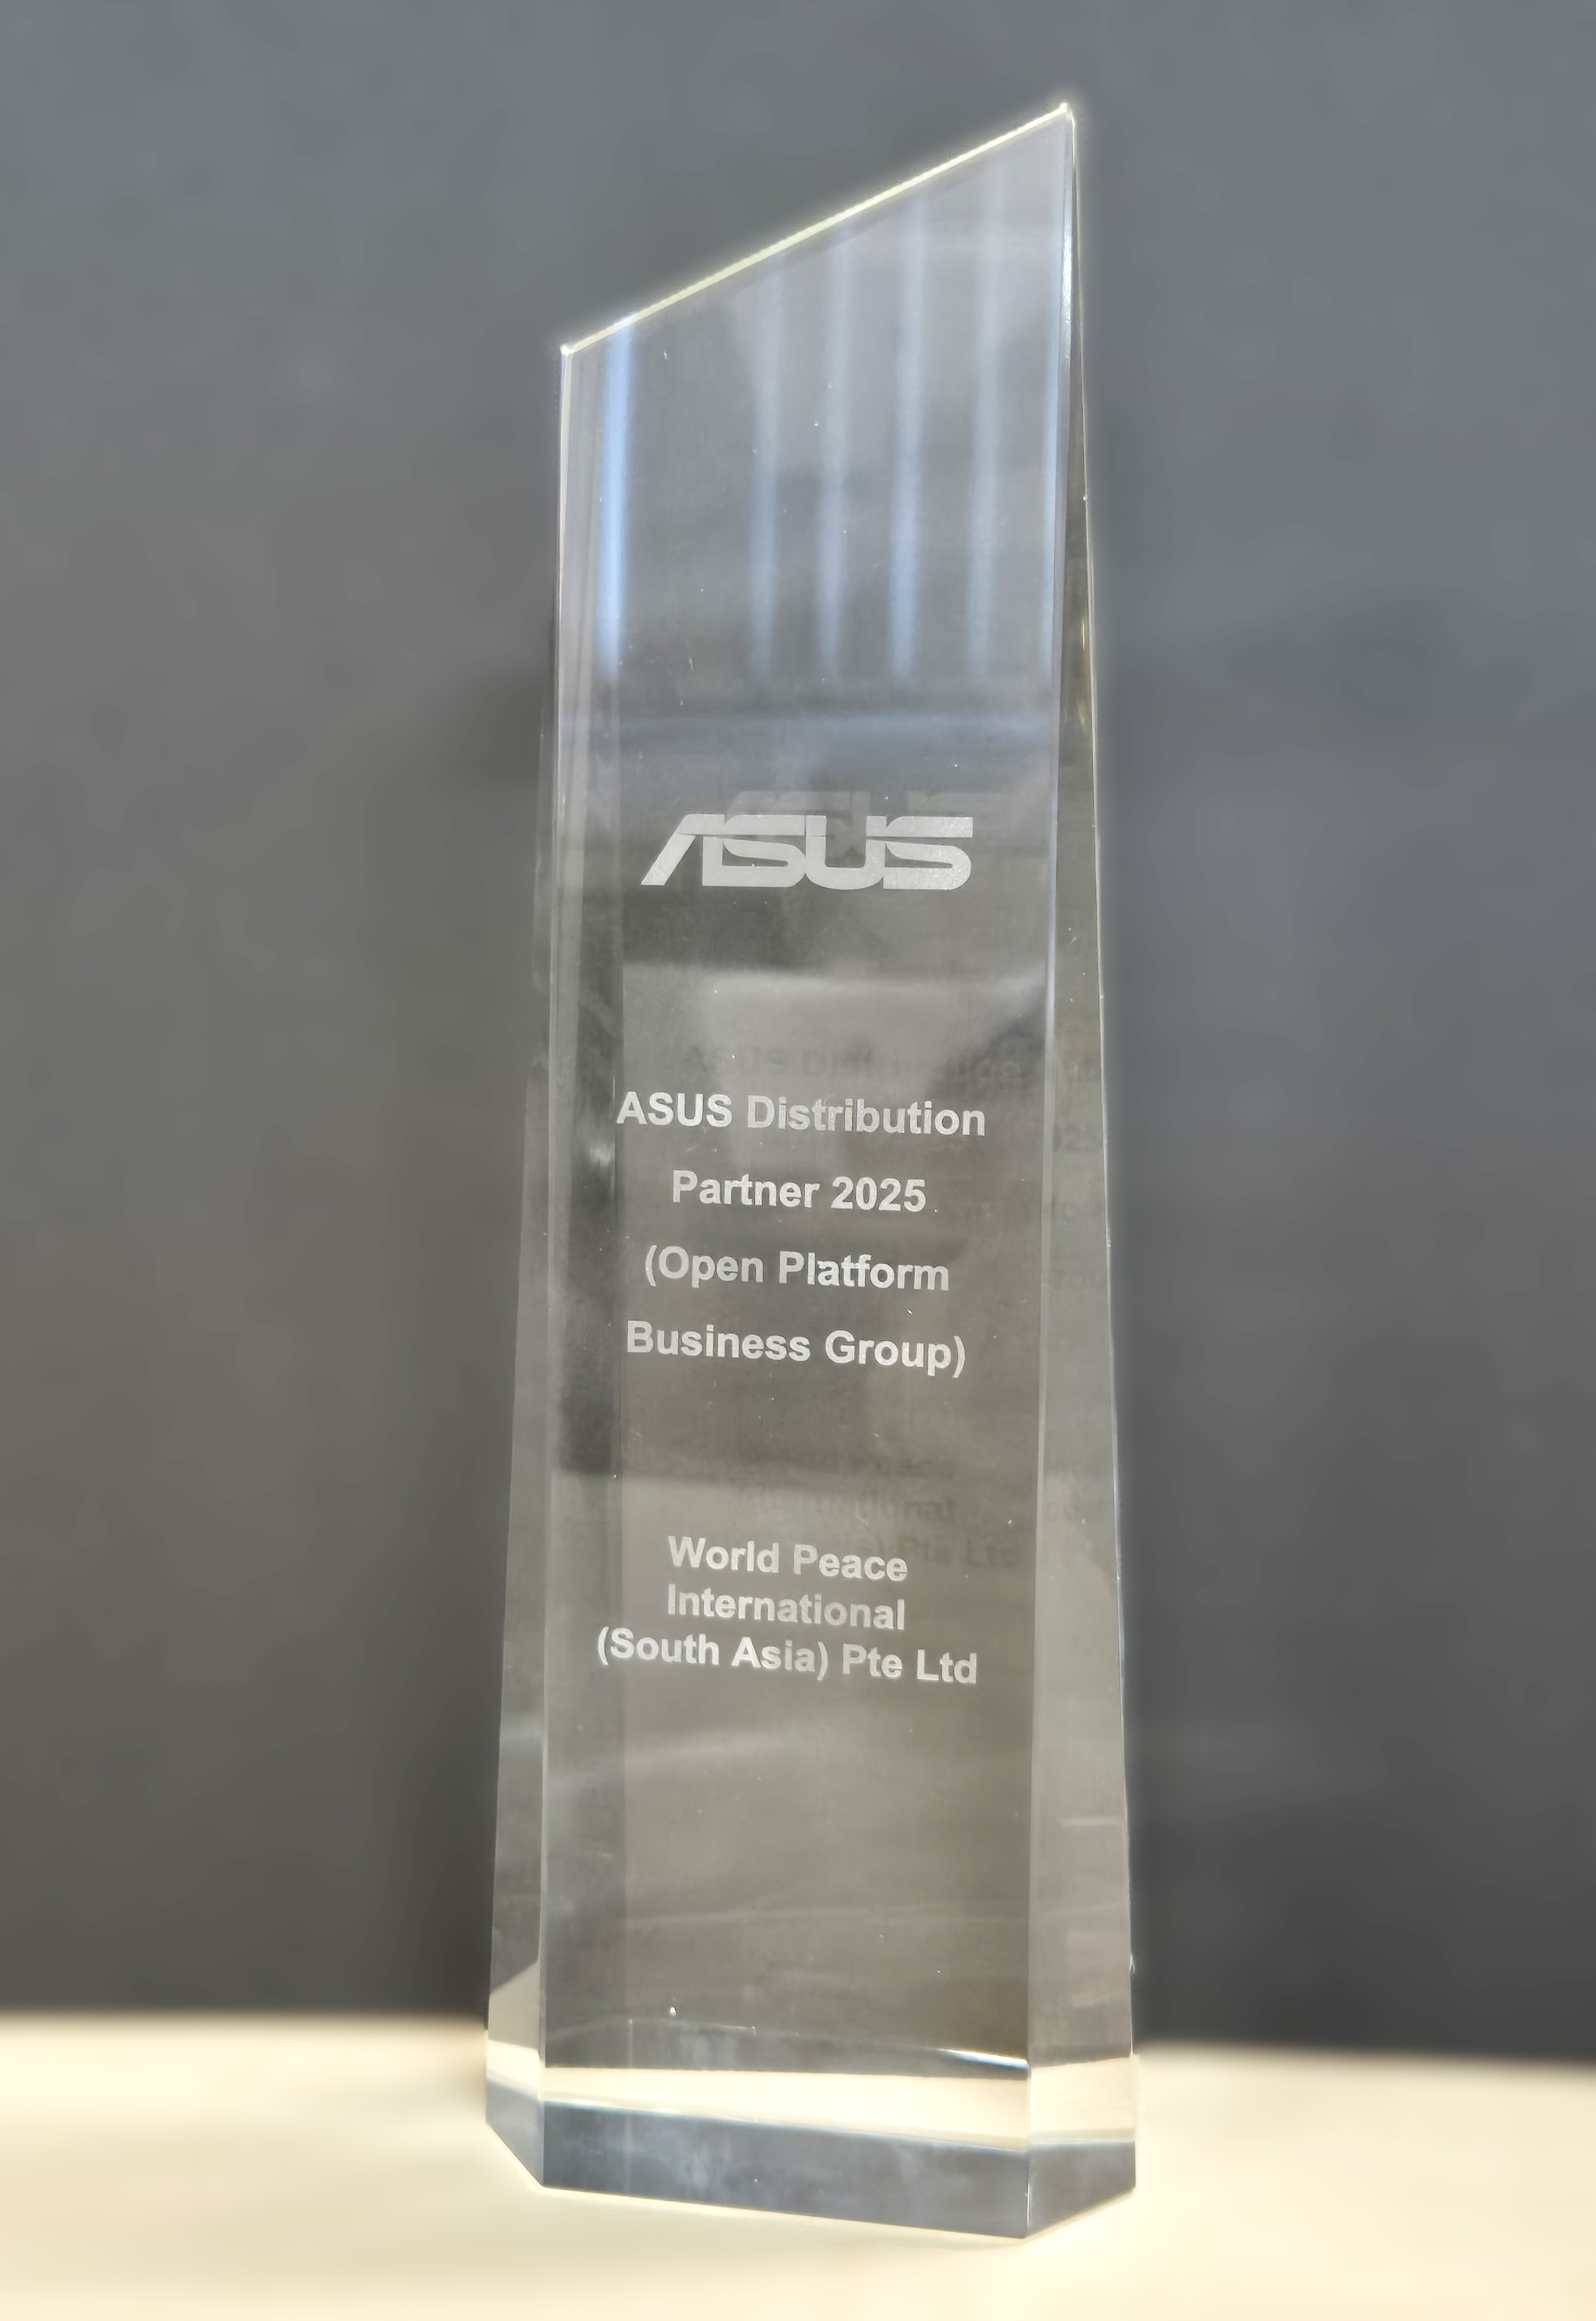 ASUS
ASUS Distribution
Partner 2025
(Open Platform
Business Group)
World Peace
International
(South Asia) Pte Ltd